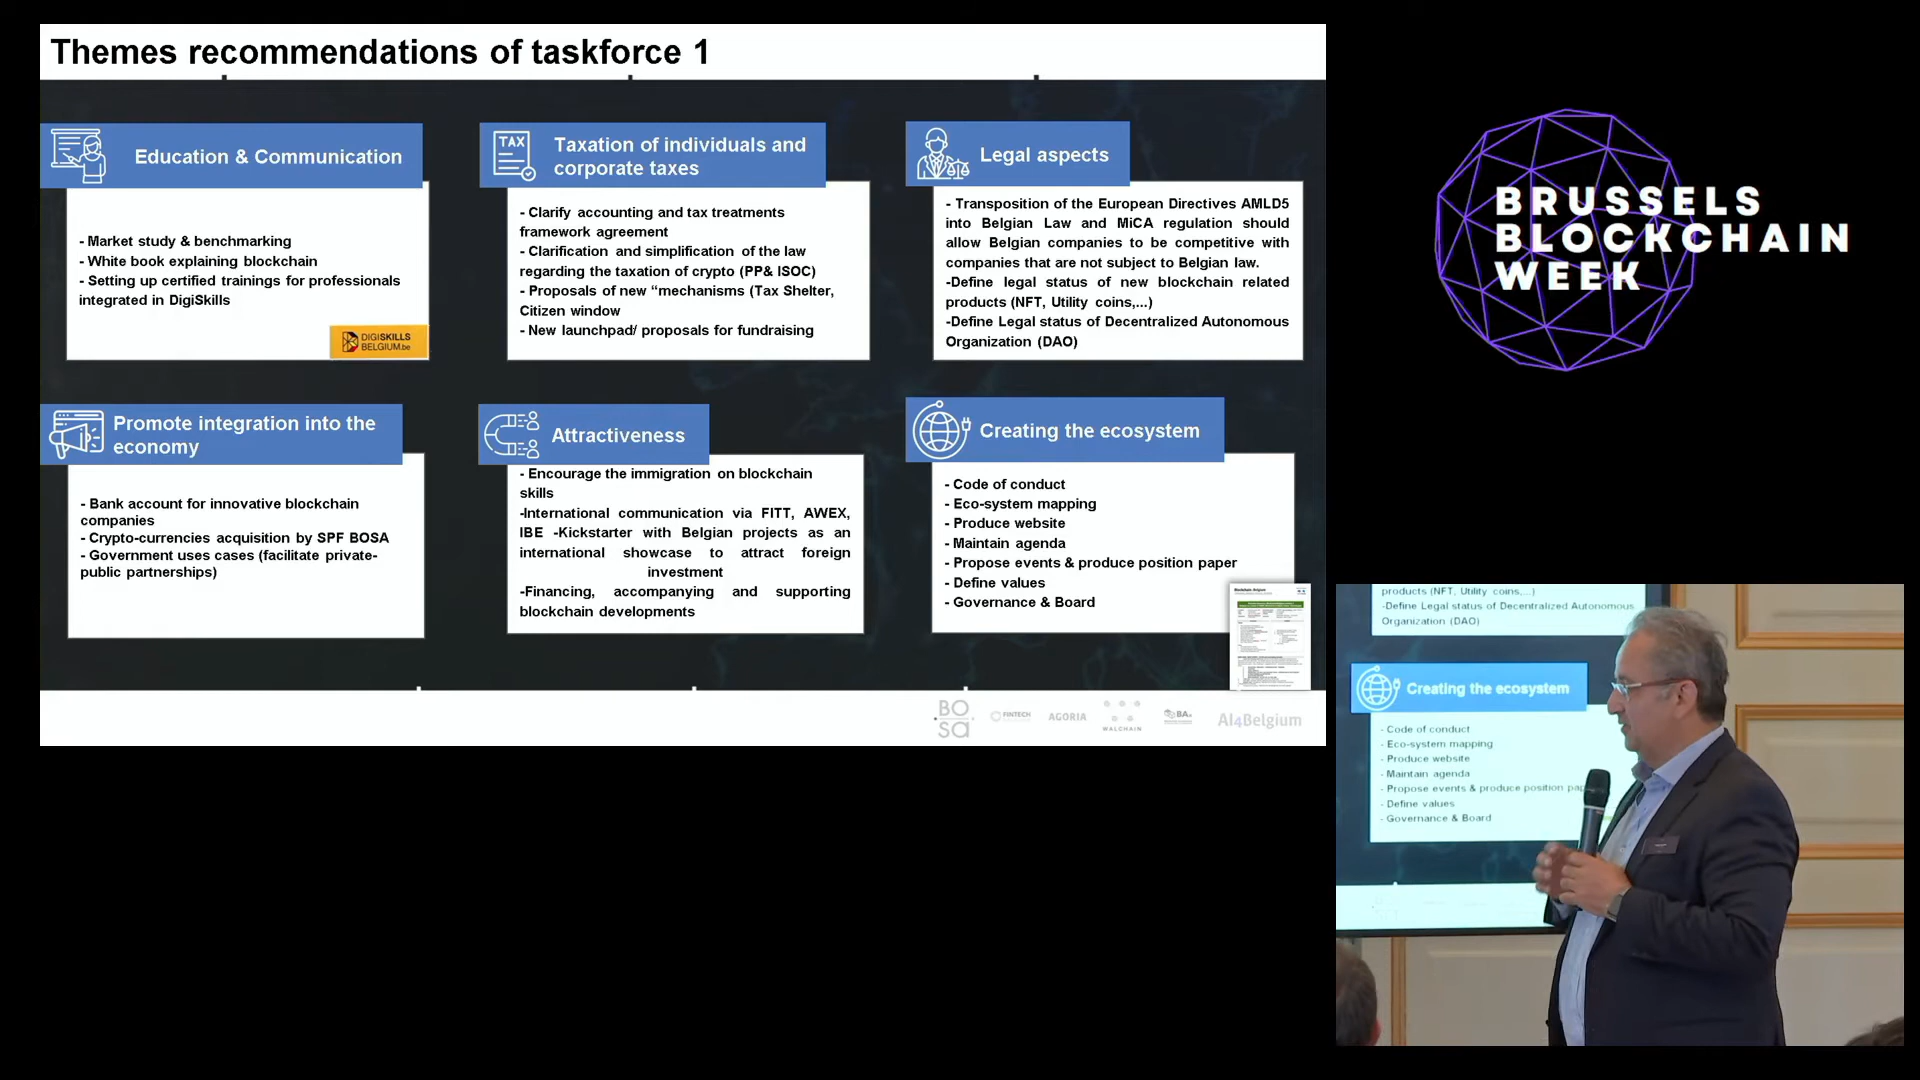 Themes recommendations of taskforce 1
Education & Communication
- Market study & benchmarking
- White book explaining blockchain
- Setting up certified trainings for professionals
integrated in DigiSkills
DIGISKILLS
BELGIUM.be
TAX
Taxation of individuals and
corporate taxes
- Clarify accounting and tax treatments
framework agreement
- Clarification and simplification of the law
regarding the taxation of crypto (PP& ISOC)
- Proposals of new “mechanisms (Tax Shelter,
Citizen window
- New launchpad/ proposals for fundraising
Legal aspects
- Transposition of the European Directives AMLD5
into Belgian Law and MiCA regulation should
allow Belgian companies to be competitive with
companies that are not subject to Belgian law.
-Define legal status of new blockchain related
products (NFT, Utility coins,...)
-Define Legal status of Decentralized Autonomous
Organization (DAO)
Promote integration into the
economy
- Bank account for innovative blockchain
companies
- Crypto-currencies acquisition by SPF BOSA
- Government uses cases (facilitate private-
public partnerships)
Attractiveness
- Encourage the immigration on blockchain
skills
-International communication via FITT, AWEX,
IBE -Kickstarter with Belgian projects as an
international showcase to attract foreign
investment
-Financing, accompanying and supporting
blockchain developments
Creating the ecosystem
- Code of conduct
- Eco-system mapping
- Produce website
- Maintain agenda
- Propose events & produce position paper
- Define values
- Governance & Board
BOSA
FINTECH
AGORIA
WALCHAIN
BA
AI4Belgium
BRUSSELS
BLOCKCHAIN
WEEK
products (NFT, Utility coins,...)
-Define Legal status of Decentralized Autonomous
Organization (DAO)
Creating the ecosystem
- Code of conduct
- Eco-system mapping
- Produce website
- Maintain agenda
- Propose events & produce position pap
- Define values
- Governance & Board